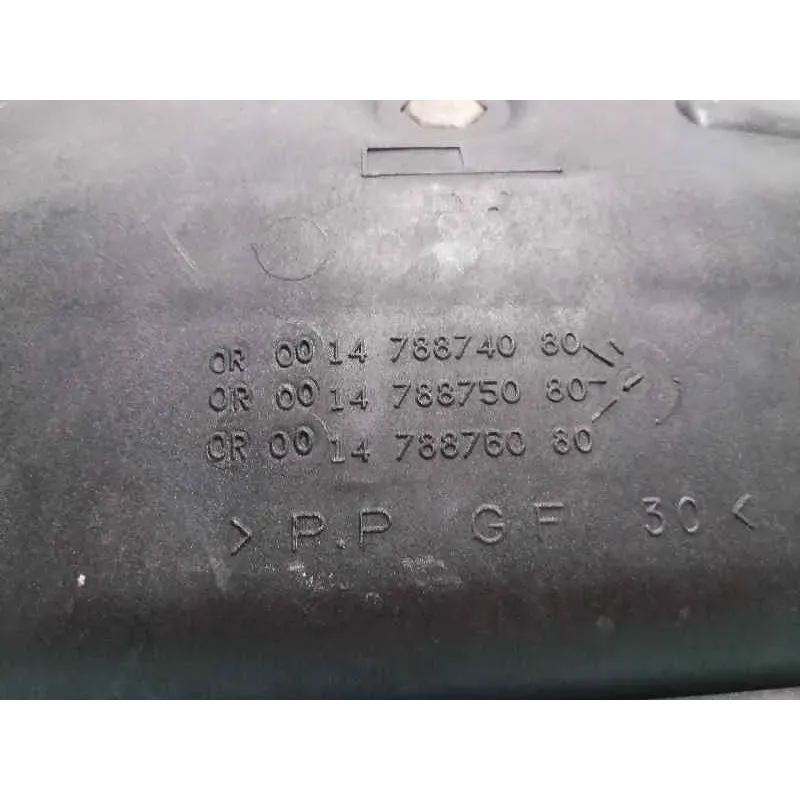 OR 00 14 788740 80
OR 00 14 788750 80
OR 00 14 788760 80
> P.P GF 30 <